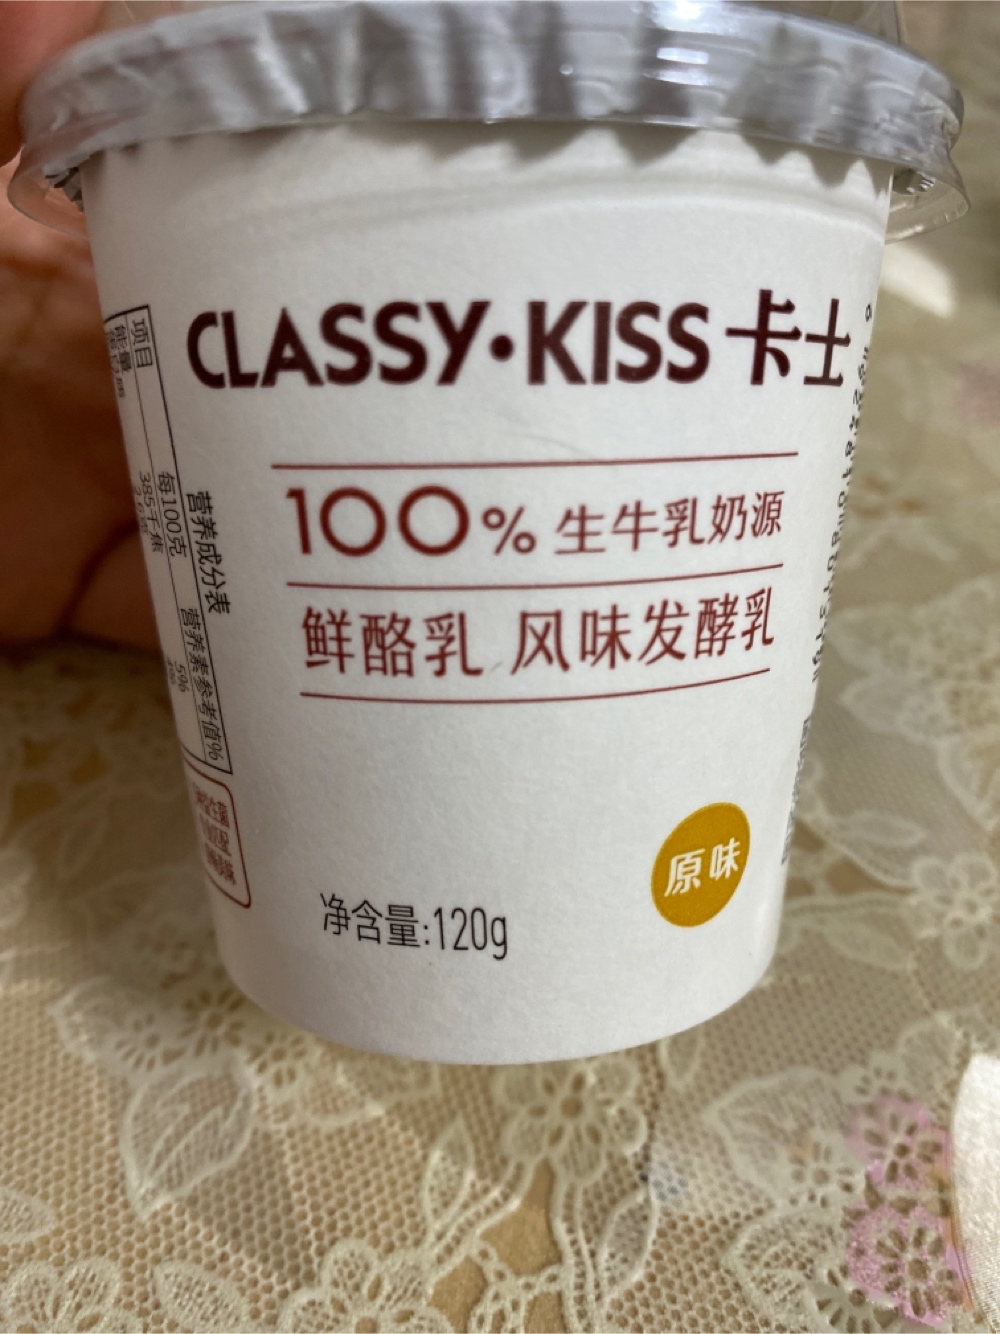 CLASSY·KISS 卡士
100% 生牛乳奶源
鲜酪乳 风味发酵乳
原味
净含量:120g
营养成分表
项目 每100克 营养素参考值%
能量 385千焦 5%